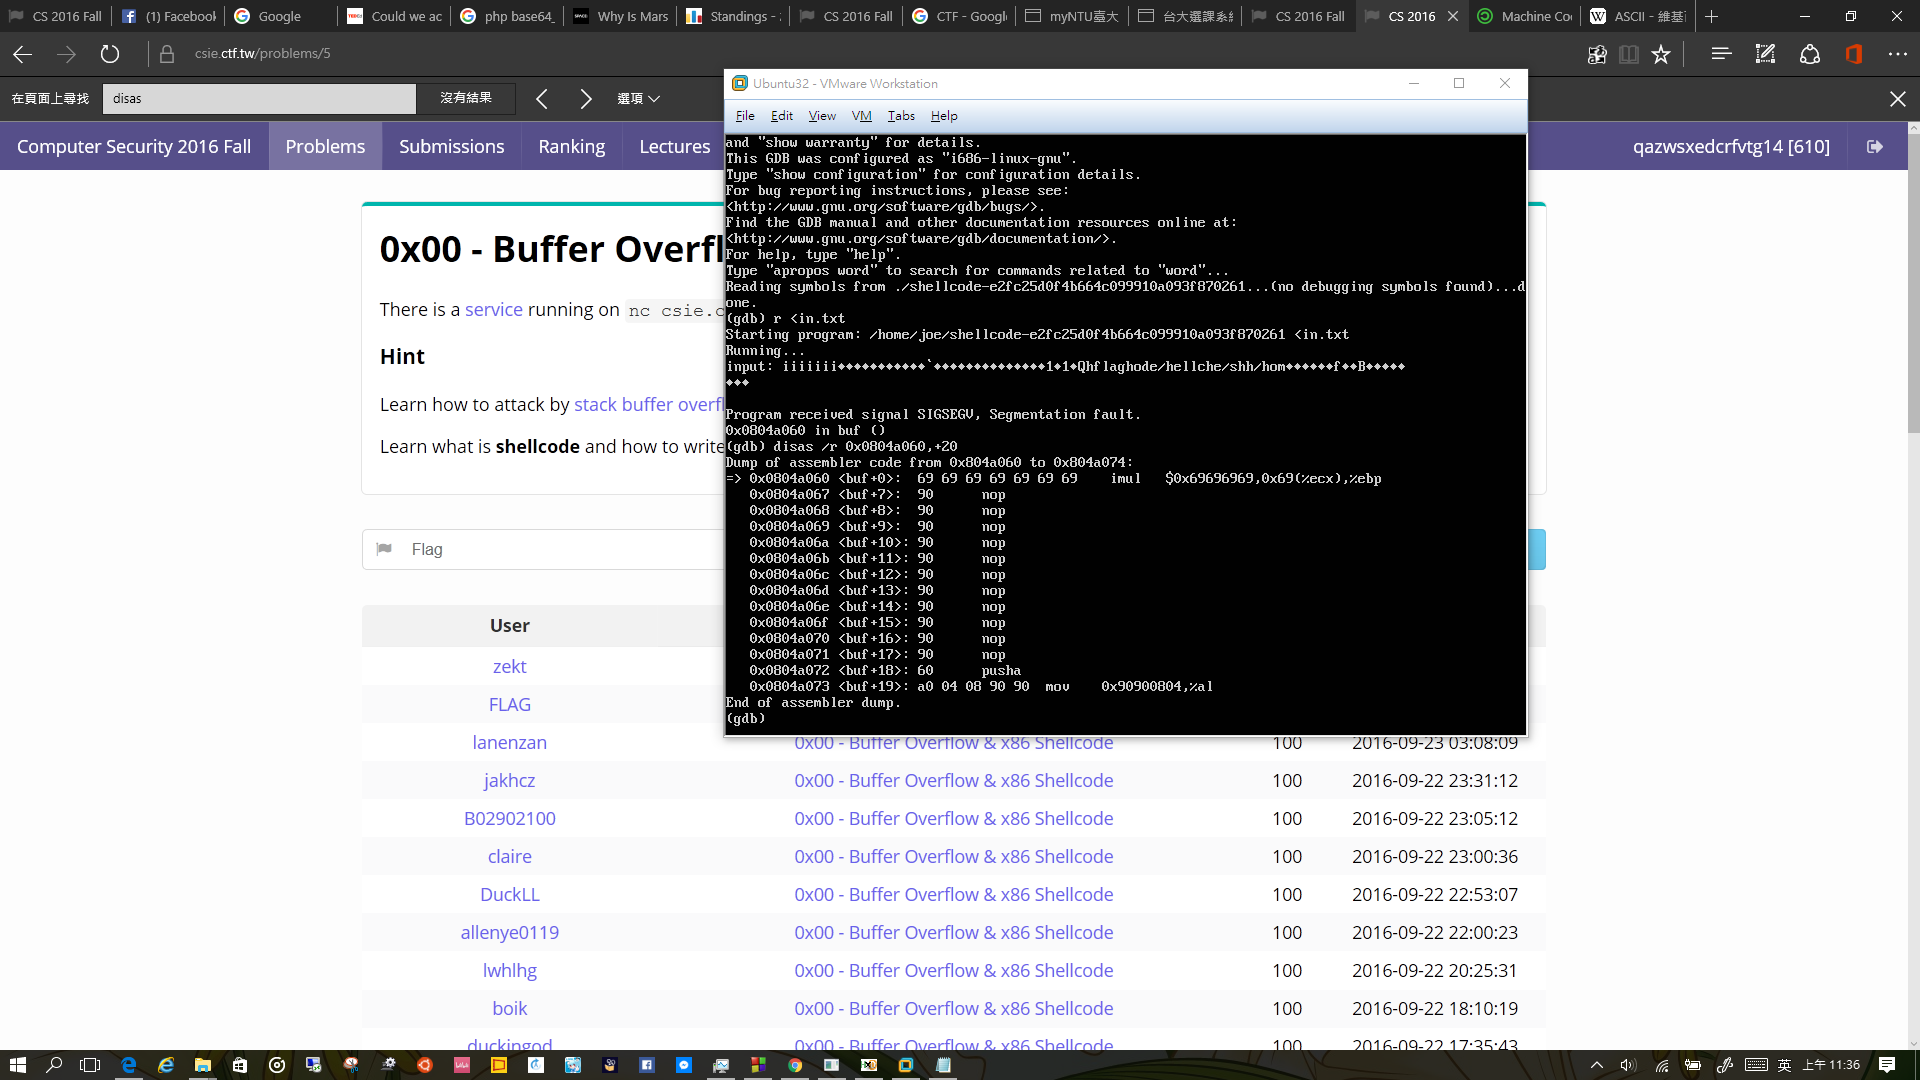 CS 2016 Fall
(1) Facebook
Google
Could we ac
php base64_
Why Is Mars
Standings -
CS 2016 Fall
CTF - Googl
myNTU臺大
台大選課系統
CS 2016 Fall
CS 2016
Machine Co
ASCII - 維基
csie.ctf.tw/problems/5
在頁面上尋找
disas
沒有結果
選項
Computer Security 2016 Fall
Problems
Submissions
Ranking
Lectures
qazwsxedcrfvtg14 [610]
0x00 - Buffer Overfl
There is a service running on nc csie.c
Hint
Learn how to attack by stack buffer overfl
Learn what is shellcode and how to write
Flag
Ubuntu32 - VMware Workstation
File Edit View VM Tabs Help
and "show warranty" for details.
This GDB was configured as "i686-linux-gnu".
Type "show configuration" for configuration details.
For bug reporting instructions, please see:
<http://www.gnu.org/software/gdb/bugs/>.
Find the GDB manual and other documentation resources online at:
<http://www.gnu.org/software/gdb/documentation/>.
For help, type "help".
Type "apropos word" to search for commands related to "word"...
Reading symbols from ./shellcode-e2fc25d0f4b664c099910a093f870261...(no debugging symbols found)...d
one.
(gdb) r <in.txt
Starting program: /home/joe/shellcode-e2fc25d0f4b664c099910a093f870261 <in.txt
Running...
input: iiiiiii♦♦♦♦♦♦♦♦♦♦♦`♦♦♦♦♦♦♦♦♦♦♦♦♦♦1♦1♦Qhflaghode/hellche/shh/hom♦♦♦♦♦♦f♦♦B♦♦♦♦♦
♦♦♦
Program received signal SIGSEGV, Segmentation fault.
0x0804a060 in buf ()
(gdb) disas /r 0x0804a060,+20
Dump of assembler code from 0x804a060 to 0x804a074:
=> 0x0804a060 <buf+0>: 69 69 69 69 69 69 69 imul $0x69696969,0x69(%ecx),%ebp
0x0804a067 <buf+7>: 90 nop
0x0804a068 <buf+8>: 90 nop
0x0804a069 <buf+9>: 90 nop
0x0804a06a <buf+10>: 90 nop
0x0804a06b <buf+11>: 90 nop
0x0804a06c <buf+12>: 90 nop
0x0804a06d <buf+13>: 90 nop
0x0804a06e <buf+14>: 90 nop
0x0804a06f <buf+15>: 90 nop
0x0804a070 <buf+16>: 90 nop
0x0804a071 <buf+17>: 90 nop
0x0804a072 <buf+18>: 60 pusha
0x0804a073 <buf+19>: a0 04 08 90 90 mov 0x90900804,%al
End of assembler dump.
(gdb)
User
zekt
FLAG
lanenzan 0x00 - Buffer Overflow & x86 Shellcode 100 2016-09-23 03:08:09
jakhcz 0x00 - Buffer Overflow & x86 Shellcode 100 2016-09-22 23:31:12
B02902100 0x00 - Buffer Overflow & x86 Shellcode 100 2016-09-22 23:05:12
claire 0x00 - Buffer Overflow & x86 Shellcode 100 2016-09-22 23:00:36
DuckLL 0x00 - Buffer Overflow & x86 Shellcode 100 2016-09-22 22:53:07
allenye0119 0x00 - Buffer Overflow & x86 Shellcode 100 2016-09-22 22:00:23
lwhlhg 0x00 - Buffer Overflow & x86 Shellcode 100 2016-09-22 20:25:31
boik 0x00 - Buffer Overflow & x86 Shellcode 100 2016-09-22 18:10:19
duckingod 0x00 - Buffer Overflow & x86 Shellcode 100 2016-09-22 17:35:43
英 上午 11:36